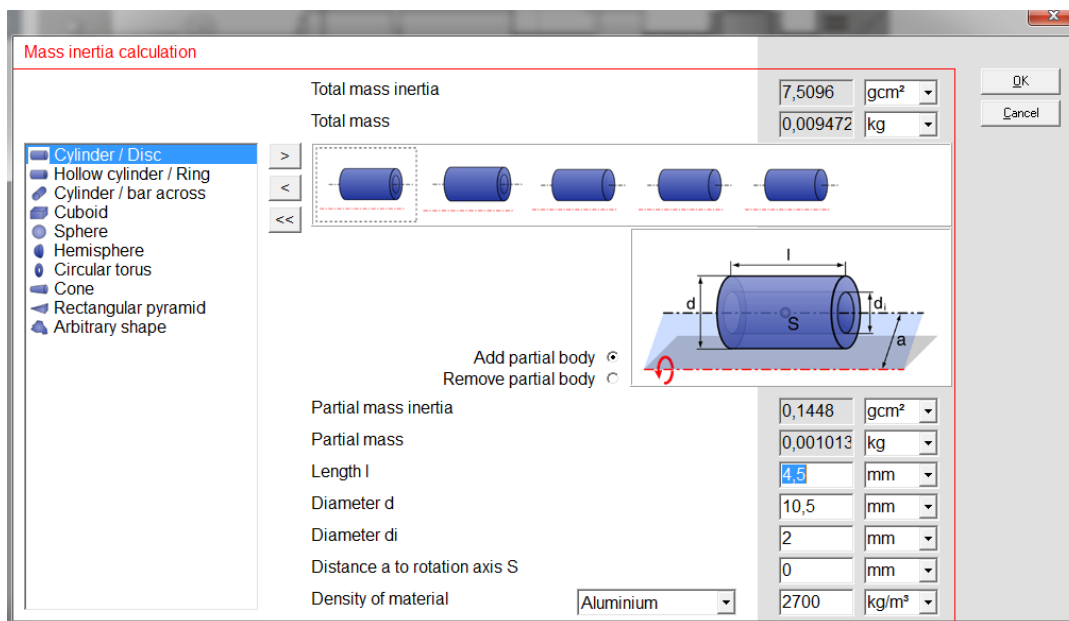 Mass inertia calculation
Total mass inertia 7,5096 gcm²
OK
Total mass 0,009472 kg
Cancel
Cylinder / Disc
Hollow cylinder / Ring
Cylinder / bar across
Cuboid
Sphere
Hemisphere
Circular torus
Cone
Rectangular pyramid
Arbitrary shape
>
<
<<
l
d
di
S
a
Add partial body
Remove partial body
Partial mass inertia 0,1448 gcm²
Partial mass 0,001013 kg
Length l 4,5 mm
Diameter d 10,5 mm
Diameter di 2 mm
Distance a to rotation axis S 0 mm
Density of material Aluminium 2700 kg/m³